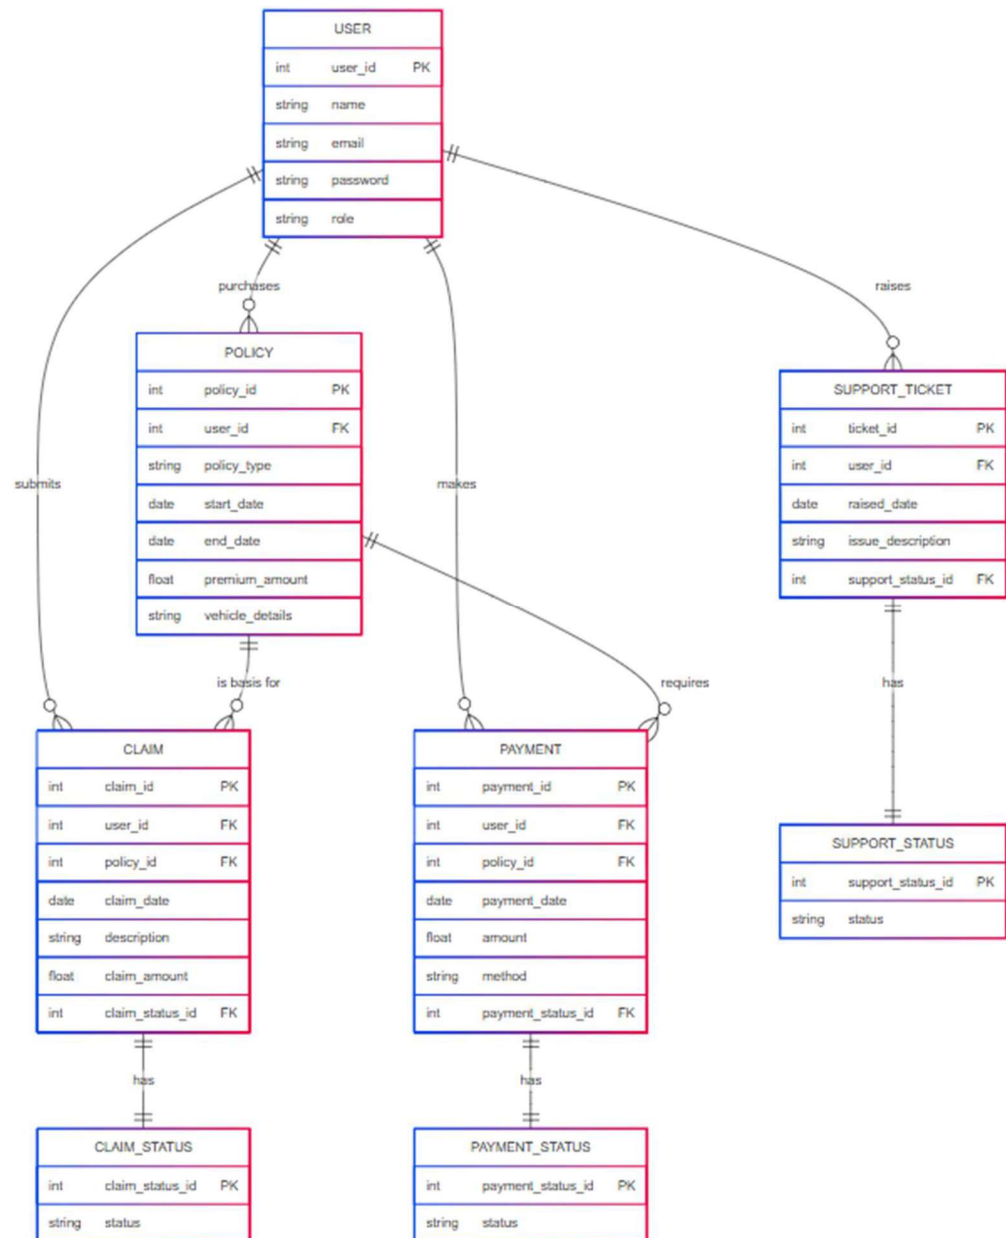 USER
int user_id PK
string name
string email
string password
string role
purchases
raises
POLICY
int policy_id PK
int user_id FK
string policy_type
date start_date
date end_date
float premium_amount
string vehicle_details
SUPPORT_TICKET
int ticket_id PK
int user_id FK
date raised_date
string issue_description
int support_status_id FK
submits
makes
is basis for
requires
has
CLAIM
int claim_id PK
int user_id FK
int policy_id FK
date claim_date
string description
float claim_amount
int claim_status_id FK
PAYMENT
int payment_id PK
int user_id FK
int policy_id FK
date payment_date
float amount
string method
int payment_status_id FK
SUPPORT_STATUS
int support_status_id PK
string status
has
has
CLAIM_STATUS
int claim_status_id PK
string status
PAYMENT_STATUS
int payment_status_id PK
string status